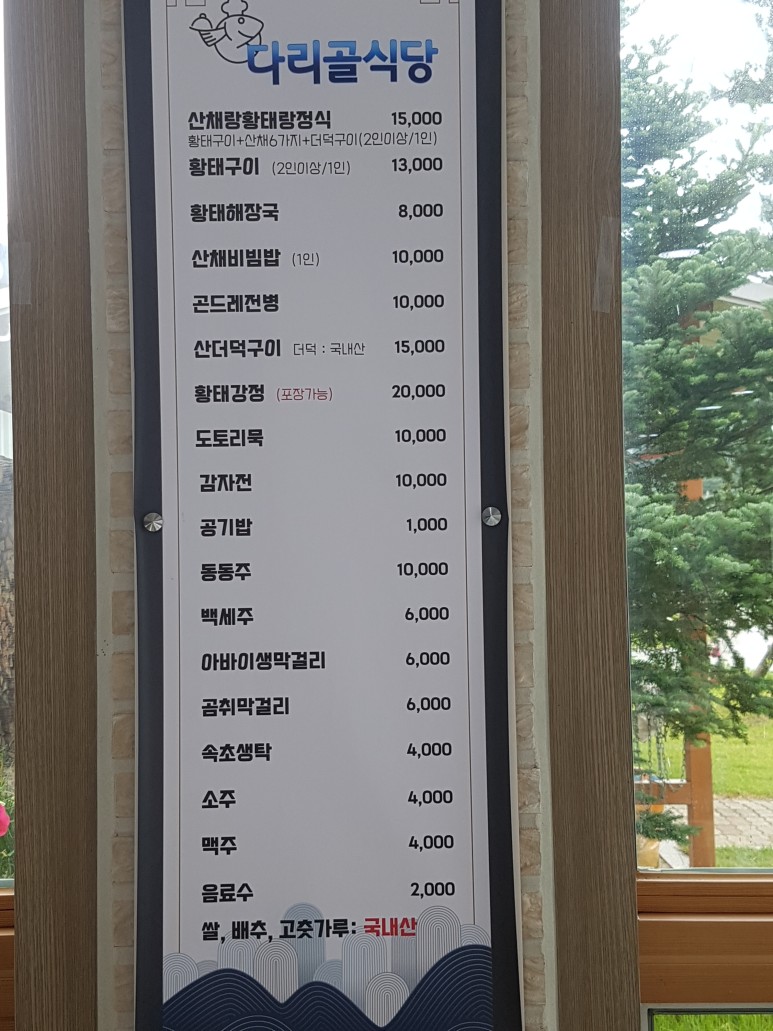 다리골식당
산채랑황태랑정식 15,000
황태구이+산채6가지+더덕구이(2인이상/1인)
황태구이 (2인이상/1인) 13,000
황태해장국 8,000
산채비빔밥 (1인) 10,000
곤드레전병 10,000
산더덕구이 더덕 : 국내산 15,000
황태강정 (포장가능) 20,000
도토리묵 10,000
감자전 10,000
공기밥 1,000
동동주 10,000
백세주 6,000
아바이생막걸리 6,000
곰취막걸리 6,000
속초생탁 4,000
소주 4,000
맥주 4,000
음료수 2,000
쌀, 배추, 고춧가루: 국내산